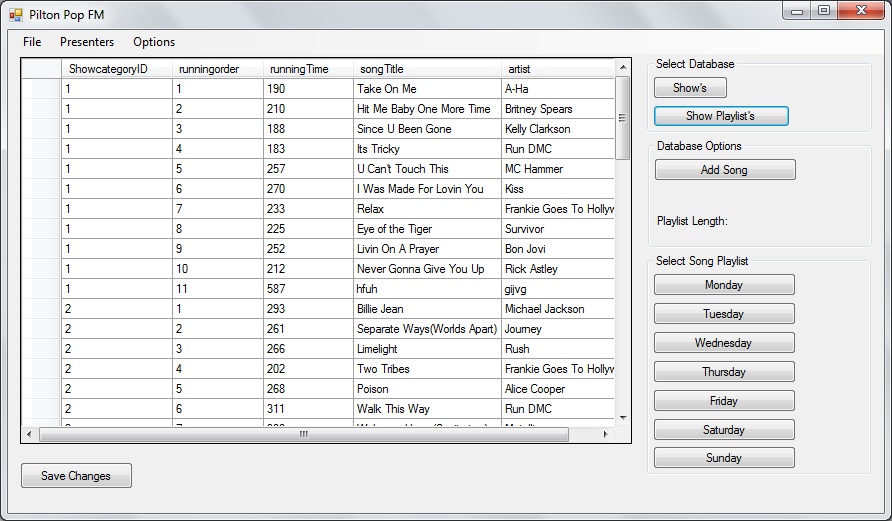 Pilton Pop FM
File Presenters Options
ShowcategoryID runningorder runningTime songTitle artist
1 1 190 Take On Me A-Ha
1 2 210 Hit Me Baby One More Time Britney Spears
1 3 188 Since U Been Gone Kelly Clarkson
1 4 183 Its Tricky Run DMC
1 5 257 U Can't Touch This MC Hammer
1 6 270 I Was Made For Lovin You Kiss
1 7 233 Relax Frankie Goes To Hollyw
1 8 225 Eye of the Tiger Survivor
1 9 252 Livin On A Prayer Bon Jovi
1 10 212 Never Gonna Give You Up Rick Astley
1 11 587 hfuh gijvg
2 1 293 Billie Jean Michael Jackson
2 2 261 Separate Ways(Worlds Apart) Journey
2 3 266 Limelight Rush
2 4 202 Two Tribes Frankie Goes To Hollyw
2 5 268 Poison Alice Cooper
2 6 311 Walk This Way Run DMC
Save Changes
Select Database
Show's
Show Playlist's
Database Options
Add Song
Playlist Length:
Select Song Playlist
Monday
Tuesday
Wednesday
Thursday
Friday
Saturday
Sunday